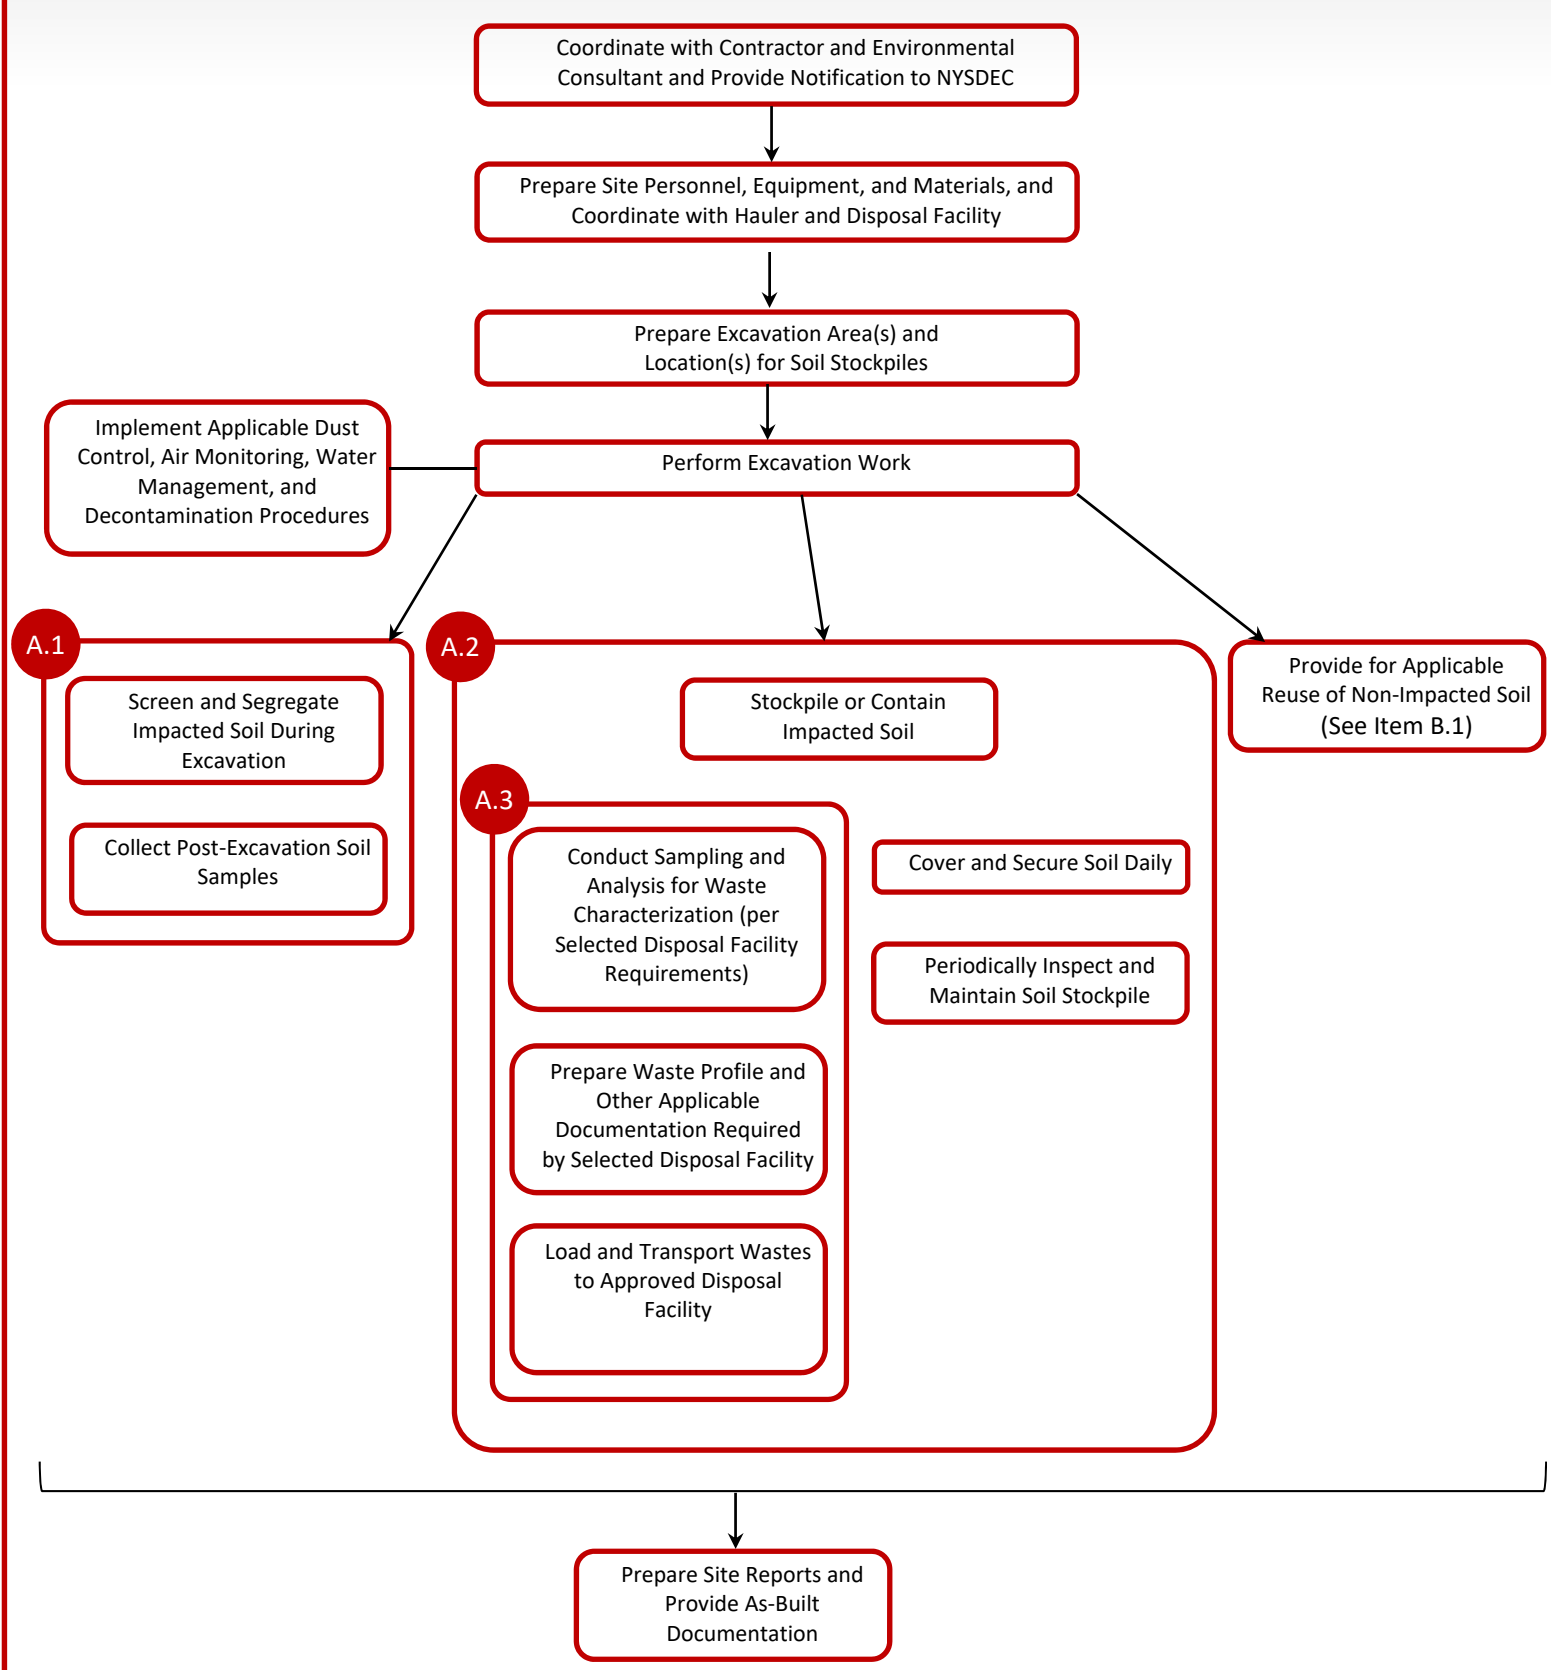 Coordinate with Contractor and Environmental
Consultant and Provide Notification to NYSDEC
Prepare Site Personnel, Equipment, and Materials, and
Coordinate with Hauler and Disposal Facility
Prepare Excavation Area(s) and
Location(s) for Soil Stockpiles
Implement Applicable Dust
Control, Air Monitoring, Water
Management, and
Decontamination Procedures
Perform Excavation Work
A.1
Screen and Segregate
Impacted Soil During
Excavation
Collect Post-Excavation Soil
Samples
A.2
Stockpile or Contain
Impacted Soil
A.3
Conduct Sampling and
Analysis for Waste
Characterization (per
Selected Disposal Facility
Requirements)
Prepare Waste Profile and
Other Applicable
Documentation Required
by Selected Disposal Facility
Load and Transport Wastes
to Approved Disposal
Facility
Cover and Secure Soil Daily
Periodically Inspect and
Maintain Soil Stockpile
Provide for Applicable
Reuse of Non-Impacted Soil
(See Item B.1)
Prepare Site Reports and
Provide As-Built
Documentation